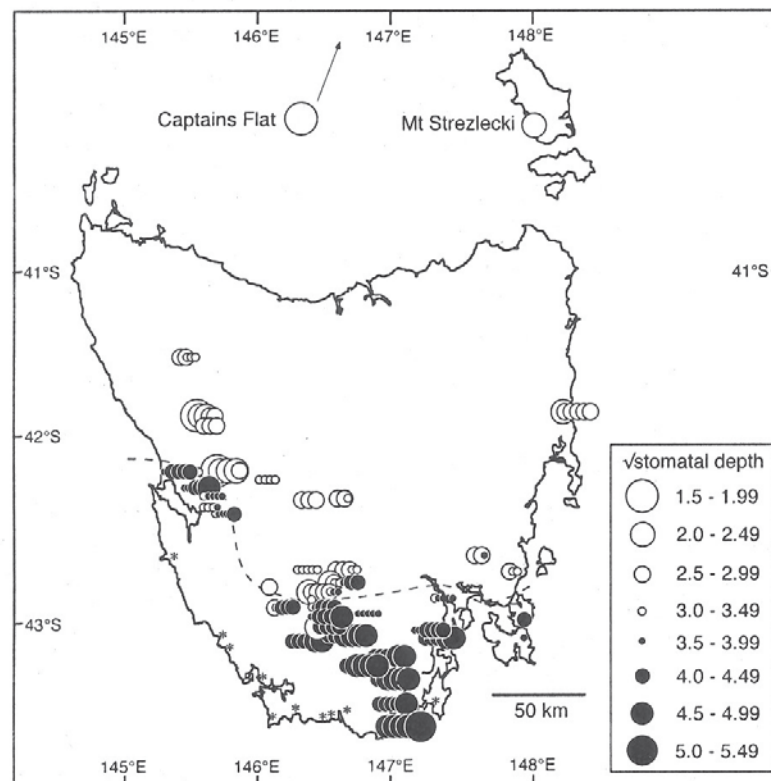 145°E 146°E 147°E 148°E
Captains Flat
Mt Strezlecki
41°S 41°S
42°S
43°S
50 km
√stomatal depth
1.5 - 1.99
2.0 - 2.49
2.5 - 2.99
3.0 - 3.49
3.5 - 3.99
4.0 - 4.49
4.5 - 4.99
5.0 - 5.49
145°E 146°E 147°E 148°E